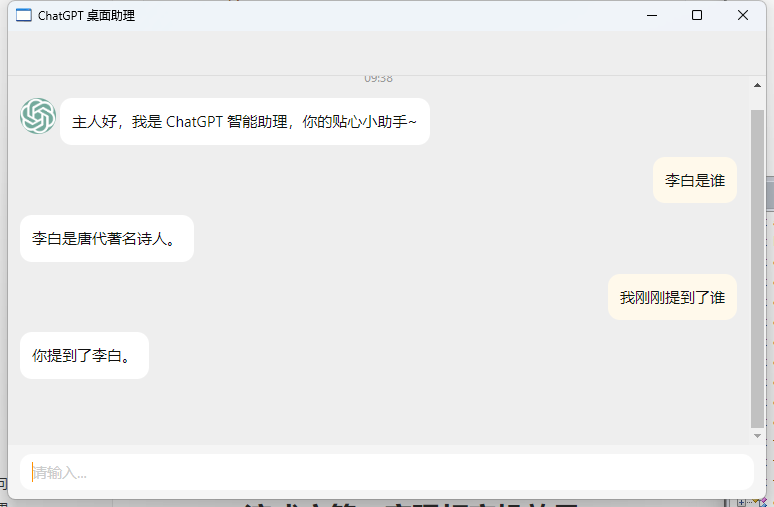 ChatGPT 桌面助理
09:38
主人好，我是 ChatGPT 智能助理，你的贴心小助手~
李白是谁
李白是唐代著名诗人。
我刚刚提到了谁
你提到了李白。
请输入...